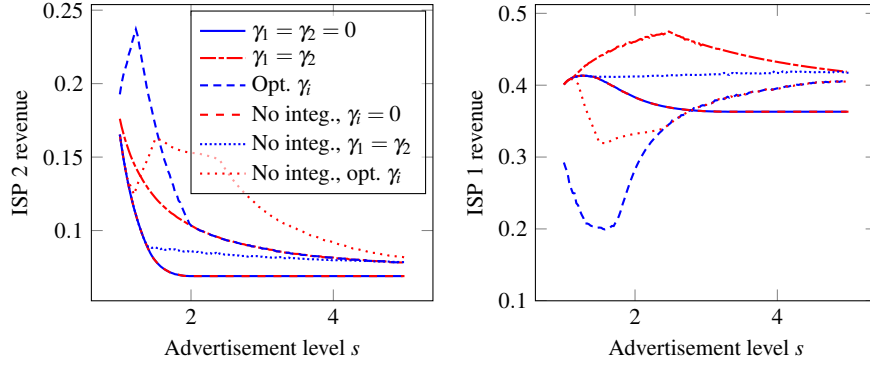 0.25
0.2
0.15
0.1
ISP 2 revenue
2
4
Advertisement level s
γ₁ = γ₂ = 0
γ₁ = γ₂
Opt. γᵢ
No integ., γᵢ = 0
No integ., γ₁ = γ₂
No integ., opt. γᵢ
0.5
0.4
0.3
0.2
0.1
ISP 1 revenue
2
4
Advertisement level s